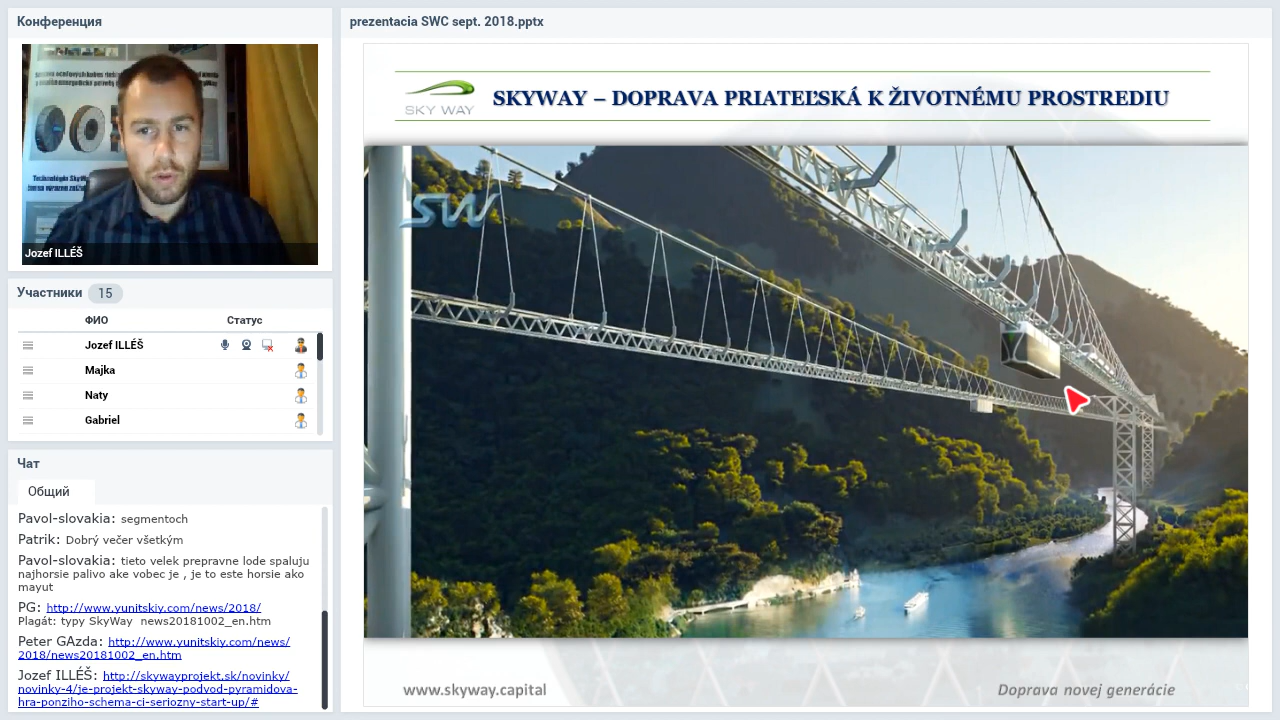 Конференция
Jozef ILLÉŠ
Участники 15
ФИО Статус
Jozef ILLÉŠ
Majka
Naty
Gabriel
Чат
Общий
Pavol-slovakia: segmentoch
Patrik: Dobrý večer všetkým
Pavol-slovakia: tieto velek prepravne lode spaluju
najhorsie palivo ake vobec je , je to este horsie ako
mayut
PG: http://www.yunitskiy.com/news/2018/
Plagát: typy SkyWay news20181002_en.htm
Peter GAzda: http://www.yunitskiy.com/news/
2018/news20181002_en.htm
Jozef ILLÉŠ: http://skywayprojekt.sk/novinky/
novinky-4/je-projekt-skyway-podvod-pyramidova-
hra-ponziho-schema-ci-seriozny-start-up/#
prezentacia SWC sept. 2018.pptx
SKY WAY
SKYWAY – DOPRAVA PRIATEĽSKÁ K ŽIVOTNÉMU PROSTREDIU
SW
www.skyway.capital
Doprava novej generácie